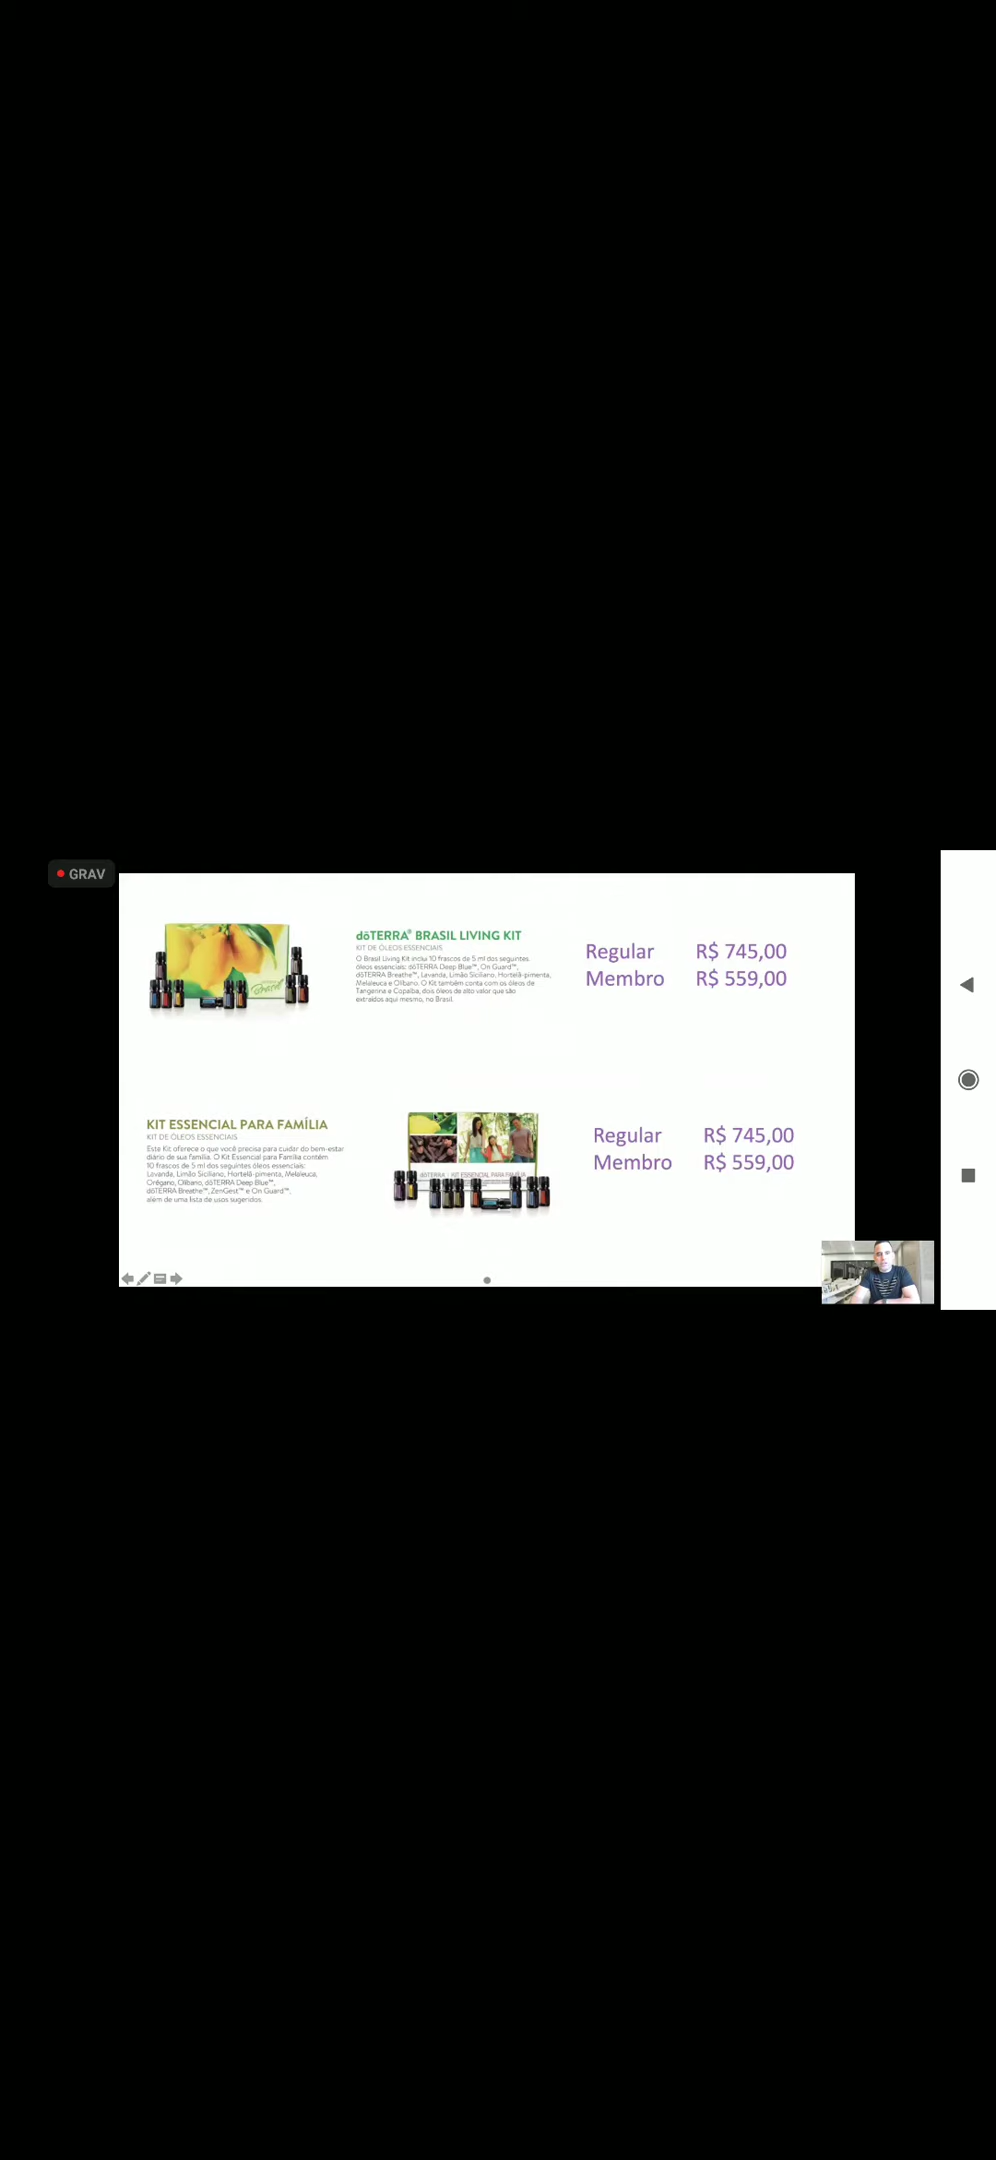 GRAV
dōTERRA® BRASIL LIVING KIT
KIT DE ÓLEOS ESSENCIAIS
O Brasil Living Kit inclui 10 frascos de 5 ml dos seguintes
óleos essenciais: dōTERRA Deep Blue™, On Guard™,
dōTERRA Breathe™, Lavanda, Limão Siciliano, Hortelã-pimenta,
Melaleuca e Olíbano. O Kit também conta com os óleos de
Tangerina e Copaíba, dois óleos de alto valor que são
extraídos aqui mesmo, no Brasil.
Regular R$ 745,00
Membro R$ 559,00
Brasil
KIT ESSENCIAL PARA FAMÍLIA
KIT DE ÓLEOS ESSENCIAIS
Este Kit oferece o que você precisa para cuidar do bem-estar
diário de sua família. O Kit Essencial para Família contém
10 frascos de 5 ml dos seguintes óleos essenciais:
Lavanda, Limão Siciliano, Hortelã-pimenta, Melaleuca,
Orégano, Olíbano, dōTERRA Deep Blue™,
dōTERRA Breathe™, ZenGest™ e On Guard™,
além de uma lista de usos sugeridos.
dōTERRA | KIT ESSENCIAL PARA FAMÍLIA
Regular R$ 745,00
Membro R$ 559,00